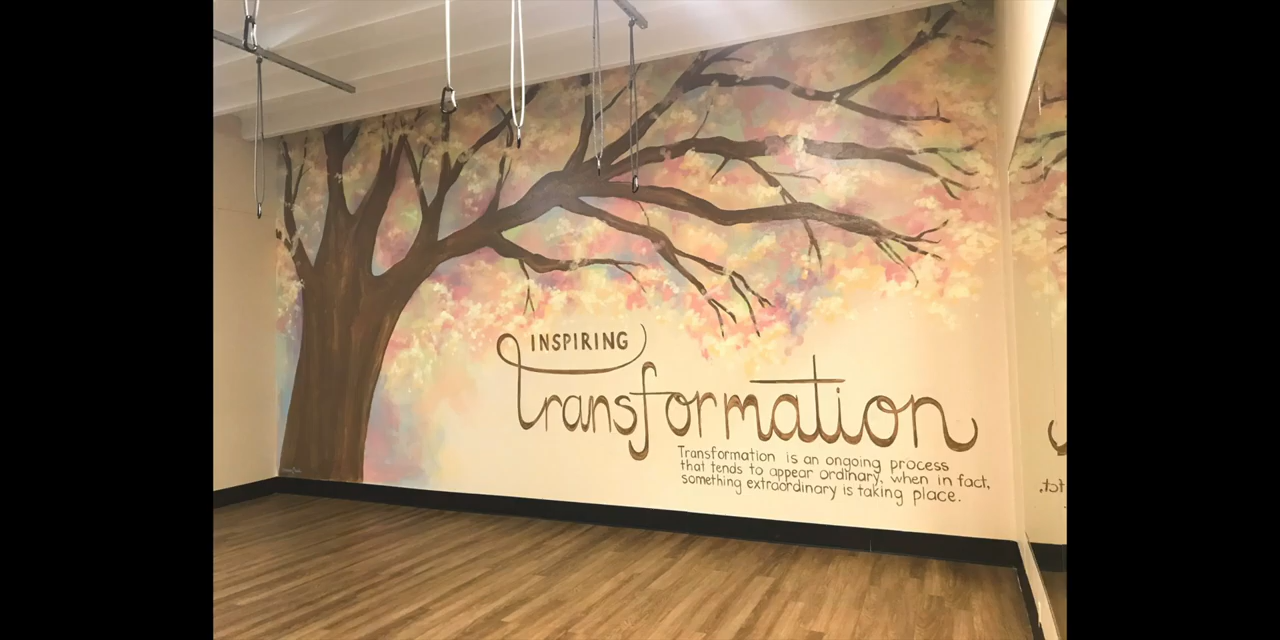 INSPIRING
transformation
Transformation is an ongoing process
that tends to appear ordinary, when in fact,
something extraordinary is taking place.